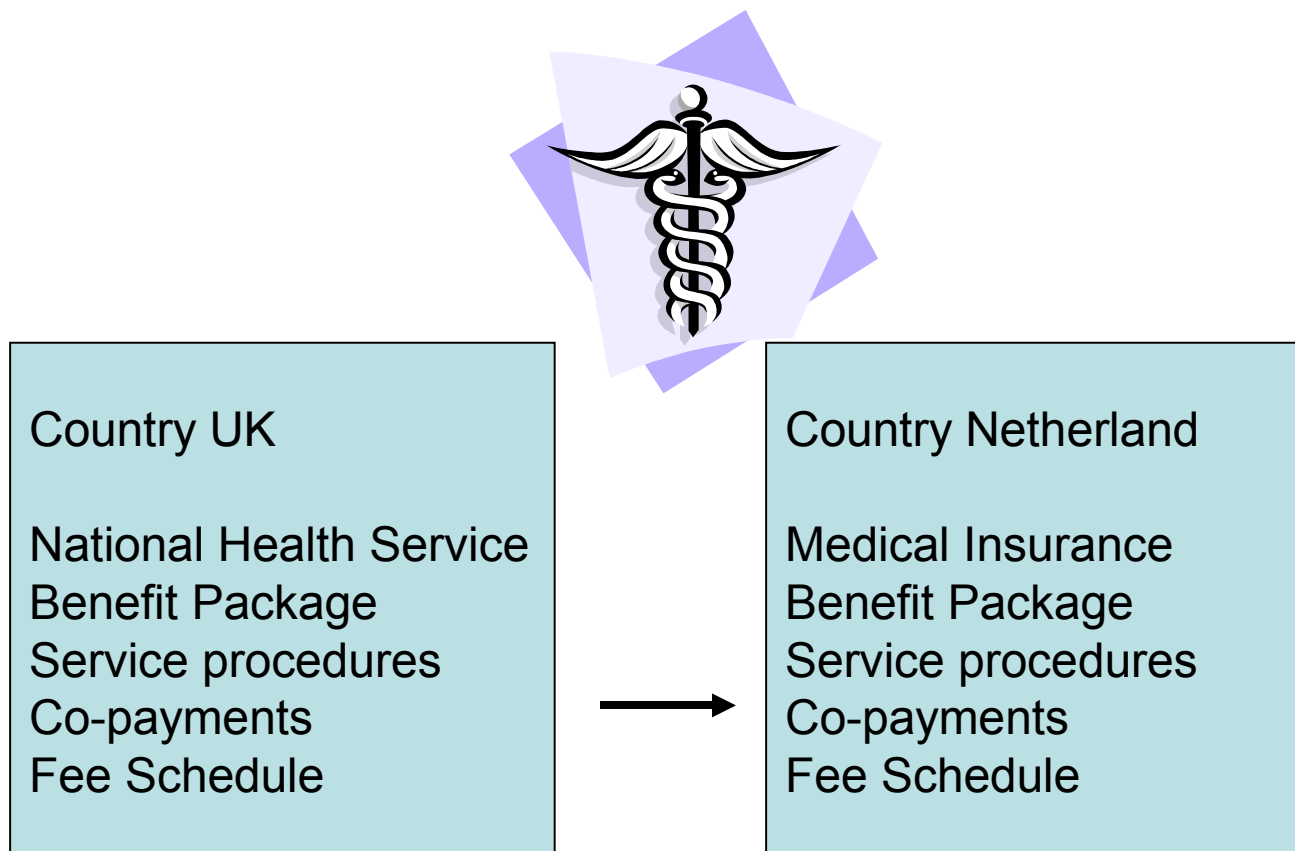 Country UK
National Health Service
Benefit Package
Service procedures
Co-payments
Fee Schedule
Country Netherland
Medical Insurance
Benefit Package
Service procedures
Co-payments
Fee Schedule